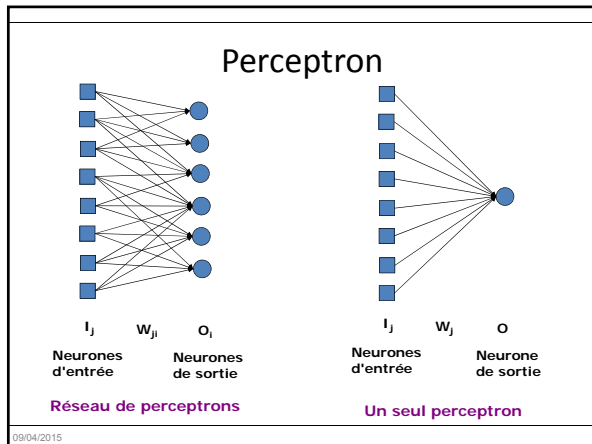 Perceptron
Ij Wji Oi
Neurones d'entrée
Neurones de sortie
Réseau de perceptrons
Ij Wj O
Neurones d'entrée
Neurone de sortie
Un seul perceptron
09/04/2015